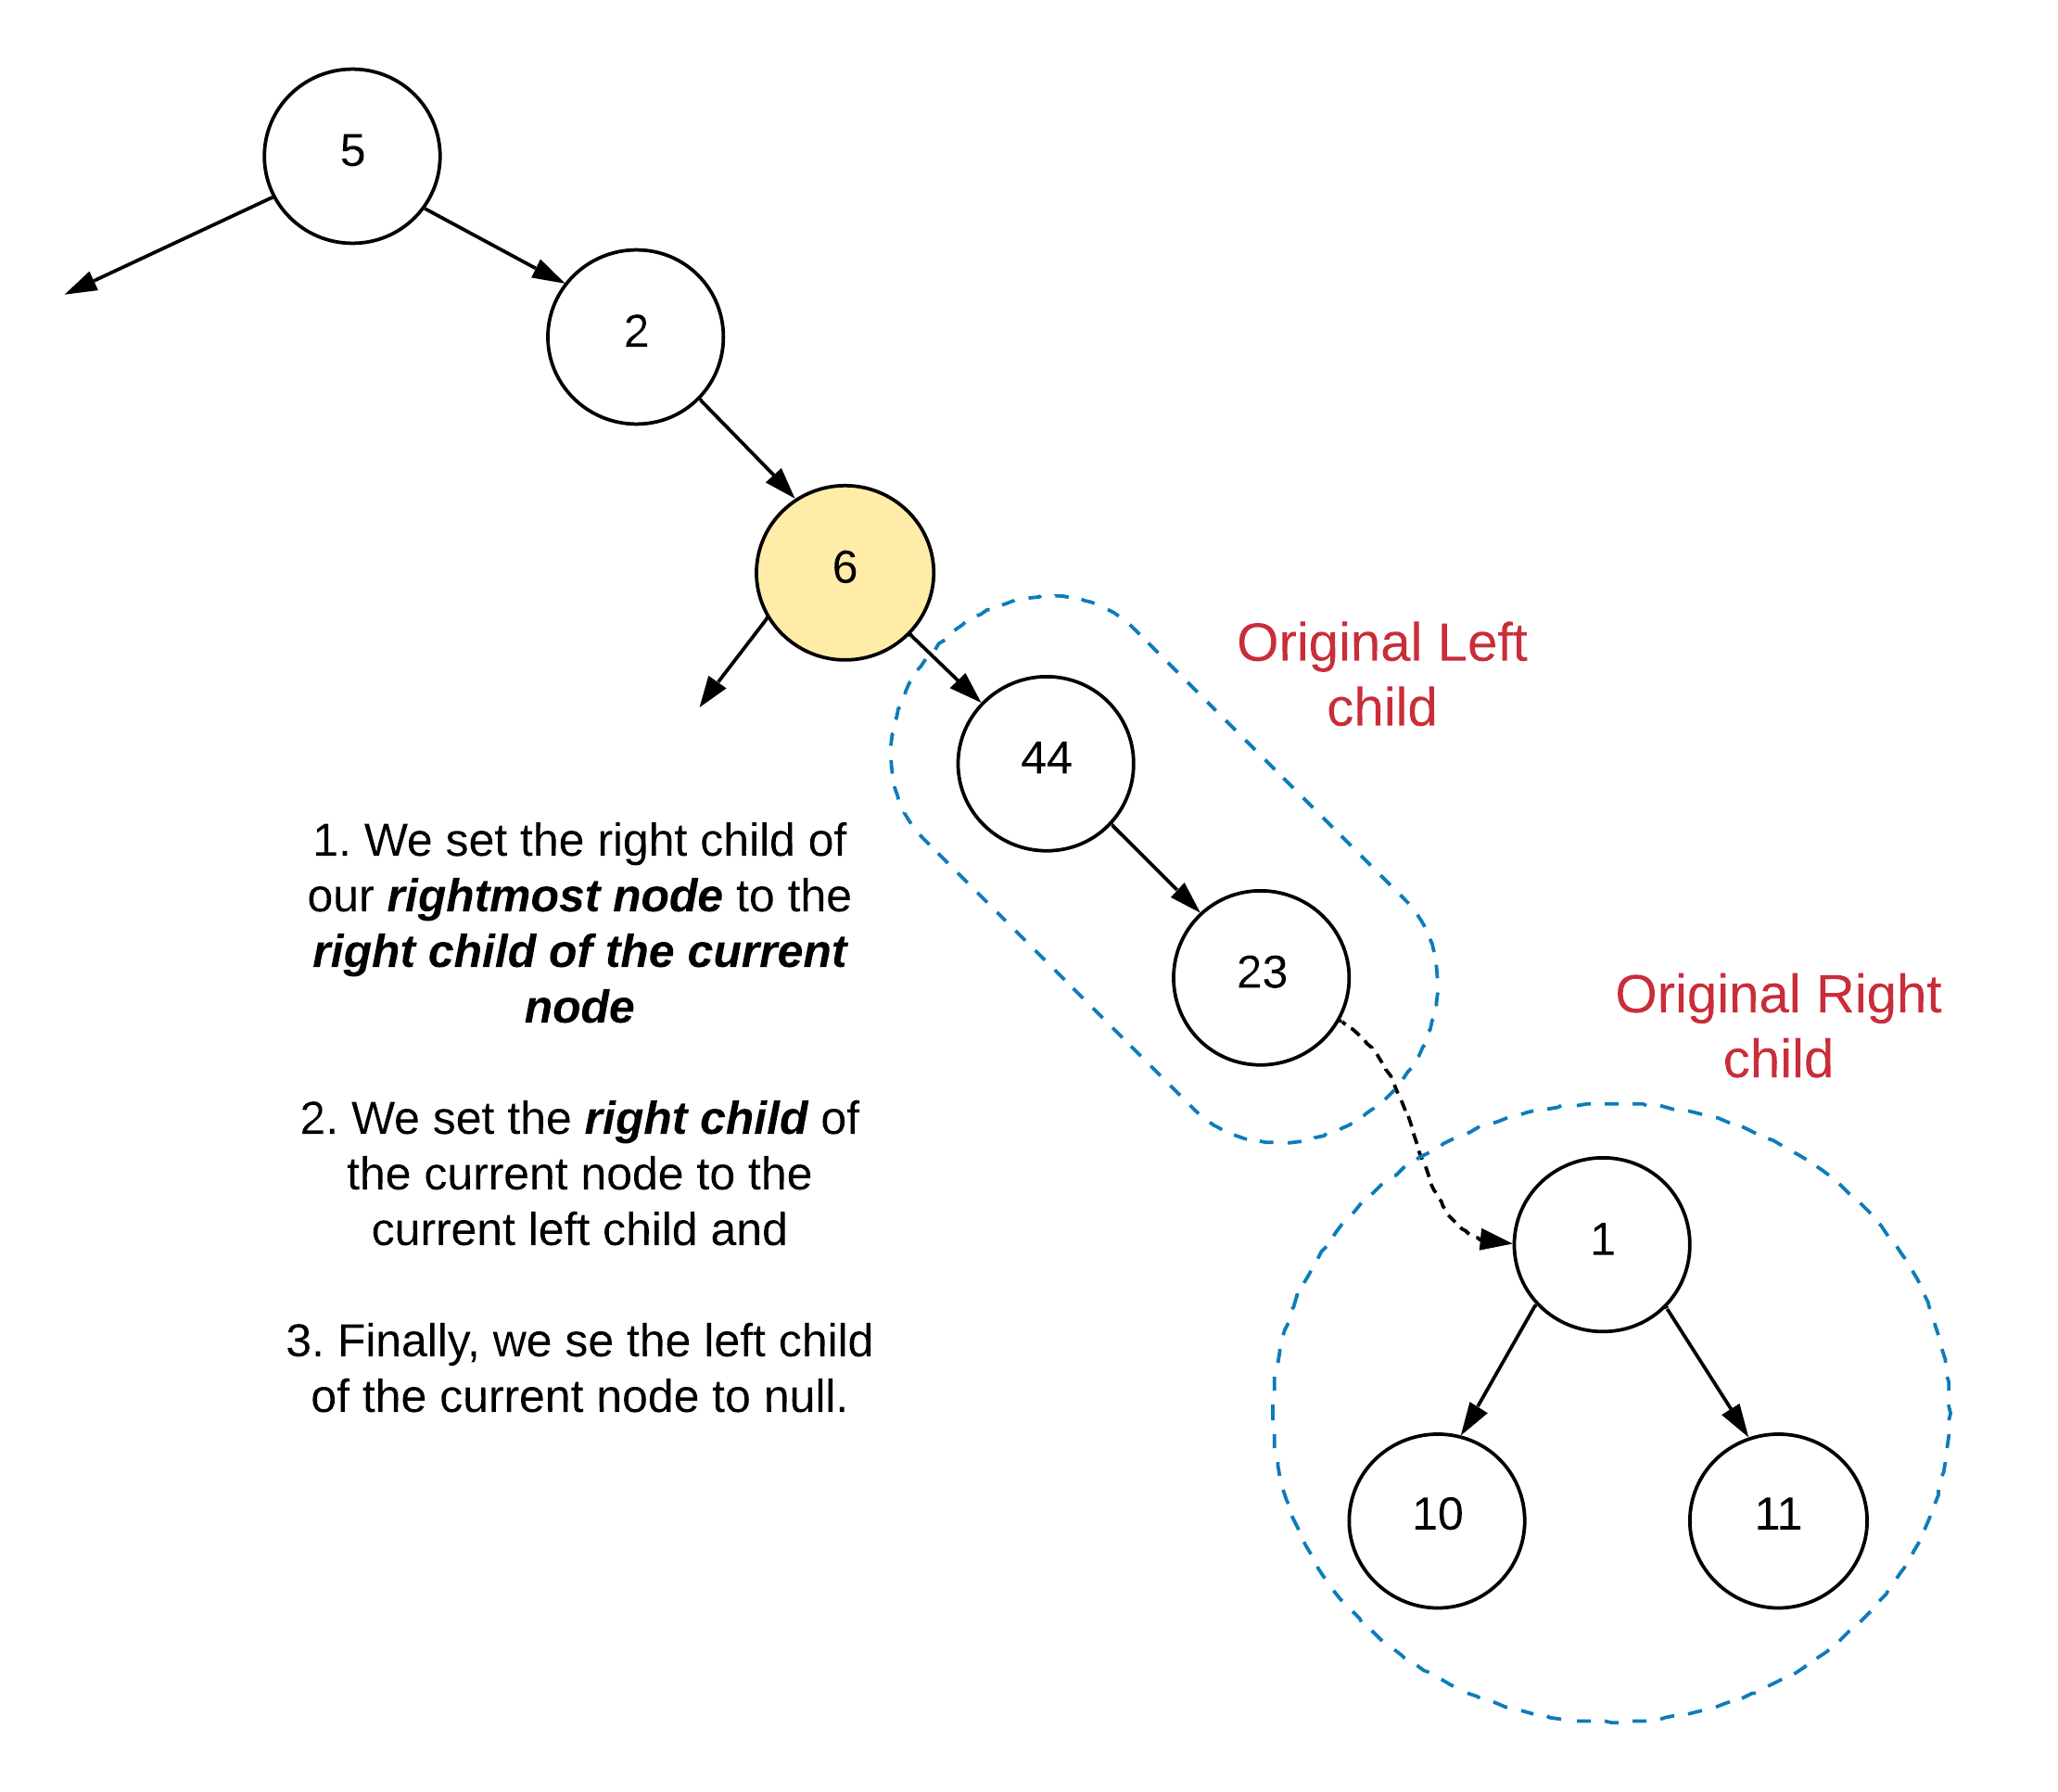 5
2
6
Original Left
child
44
1. We set the right child of
our rightmost node to the
right child of the current
node
23
Original Right
child
2. We set the right child of
the current node to the
current left child and
1
3. Finally, we se the left child
of the current node to null.
10
11